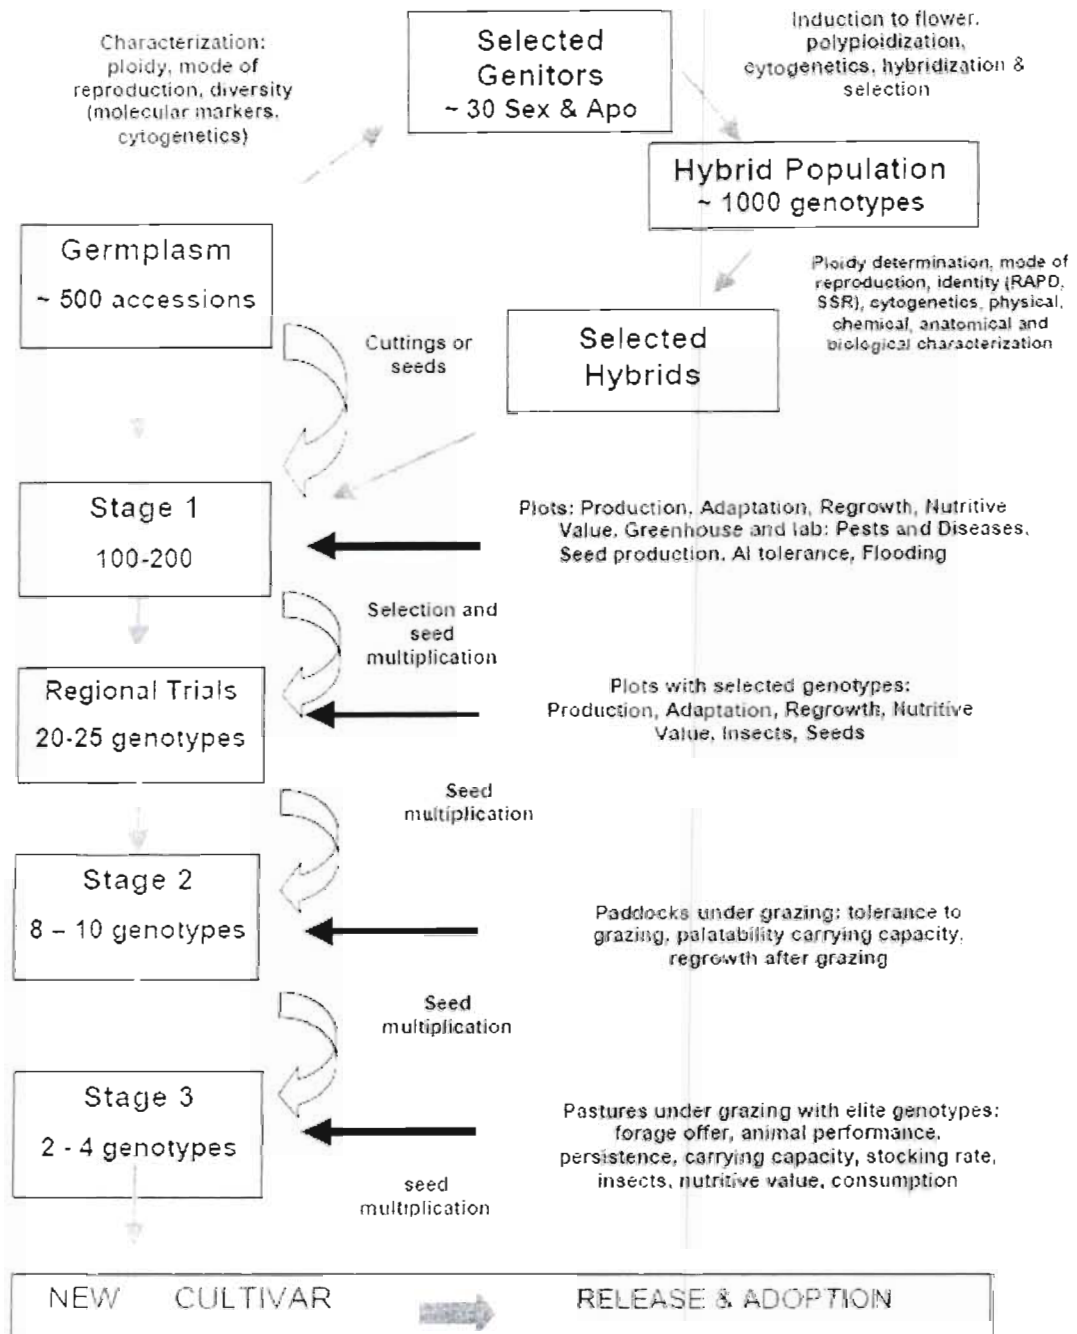 Characterization:
ploidy, mode of
reproduction, diversity
(molecular markers,
cytogenetics)
Selected
Genitors
~ 30 Sex & Apo
Induction to flower.
polyploidization,
cytogenetics, hybridization &
selection
Hybrid Population
~ 1000 genotypes
Germplasm
~ 500 accessions
Ploidy determination, mode of
reproduction, identity (RAPD,
SSR), cytogenetics, physical,
chemical, anatomical and
biological characterization
Cuttings or
seeds
Selected
Hybrids
Stage 1
100-200
Plots: Production, Adaptation, Regrowth, Nutritive
Value. Greenhouse and lab: Pests and Diseases,
Seed production. Al tolerance, Flooding
Selection and
seed
multiplication
Regional Trials
20-25 genotypes
Plots with selected genotypes:
Production, Adaptation, Regrowth, Nutritive
Value, Insects, Seeds
Seed
multiplication
Stage 2
8 – 10 genotypes
Paddocks under grazing: tolerance to
grazing, palatability carrying capacity,
regrowth after grazing
Seed
multiplication
Stage 3
2 - 4 genotypes
Pastures under grazing with elite genotypes:
forage offer, animal performance,
persistence, carrying capacity, stocking rate,
insects, nutritive value, consumption
seed
multiplication
NEW CULTIVAR
RELEASE & ADOPTION